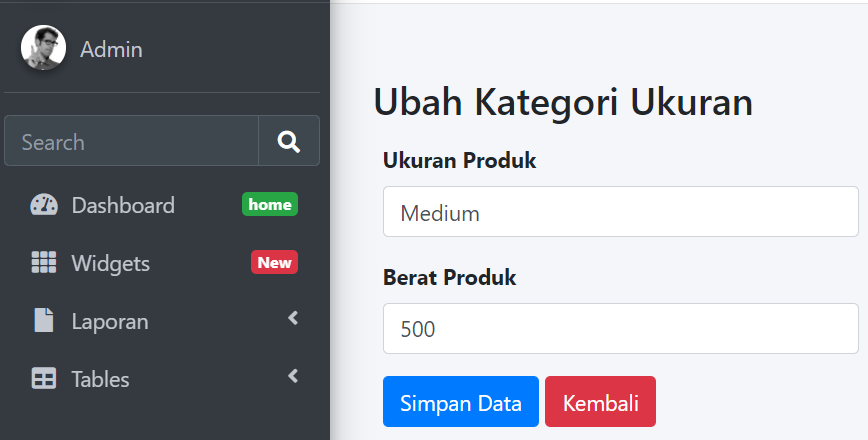 Admin
Search
Dashboard home
Widgets New
Laporan
Tables
Ubah Kategori Ukuran
Ukuran Produk
Medium
Berat Produk
500
Simpan Data Kembali